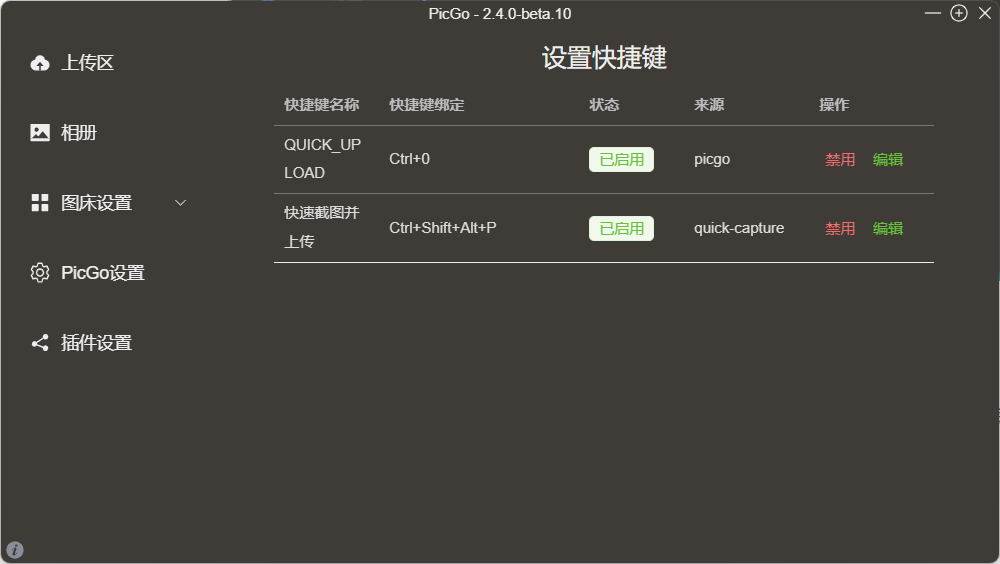 PicGo - 2.4.0-beta.10
上传区
相册
图床设置
PicGo设置
插件设置
设置快捷键
快捷键名称 快捷键绑定 状态 来源 操作
QUICK_UP
LOAD
Ctrl+0 已启用 picgo 禁用 编辑
快速截图并
上传
Ctrl+Shift+Alt+P 已启用 quick-capture 禁用 编辑